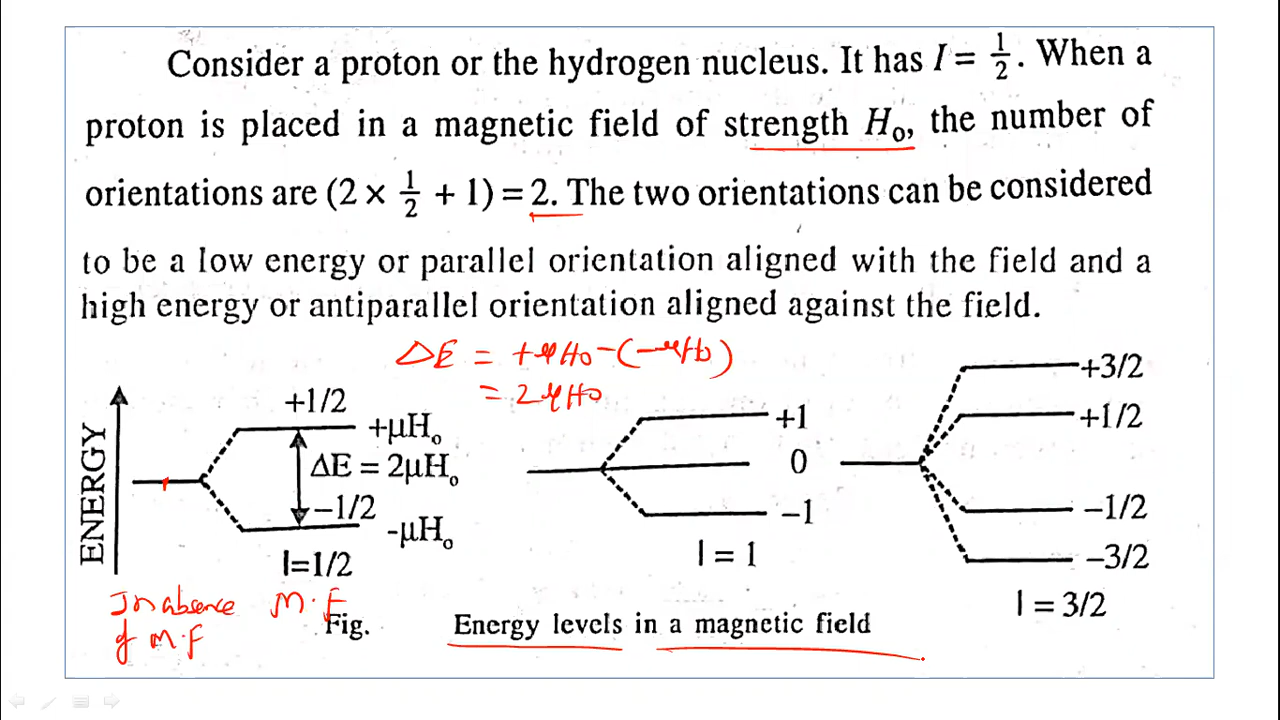 Consider a proton or the hydrogen nucleus. It has I = 1/2. When a
proton is placed in a magnetic field of strength H₀, the number of
orientations are (2 × 1/2 + 1) = 2. The two orientations can be considered
to be a low energy or parallel orientation aligned with the field and a
high energy or antiparallel orientation aligned against the field.
ΔE = +μH₀ - (-μH₀)
= 2μH₀
ENERGY
+1/2
+μH₀
ΔE = 2μH₀
−1/2
-μH₀
I=1/2
+1
0
−1
I = 1
+3/2
+1/2
−1/2
−3/2
I = 3/2
In absence
of M.F
M.F
Fig. Energy levels in a magnetic field